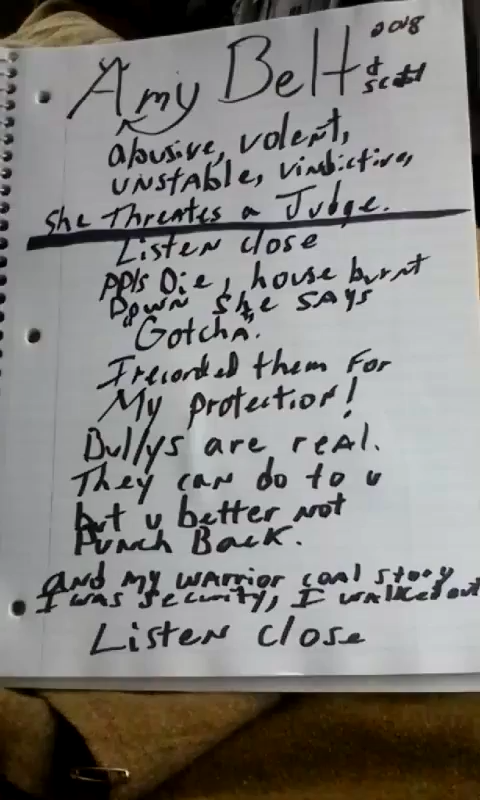 2018
Amy Belt
& Scott
abusive, volent,
unstable, vindictive,
She Threates a Judge.
Listen close
ppls Die, house burnt
Down she says
"Gotcha".
I recorded them For
My protection!
Bullys are real.
They can do to u
but u better not
Punch Back.
and my warrior coal story
I was security, I walked out
Listen close